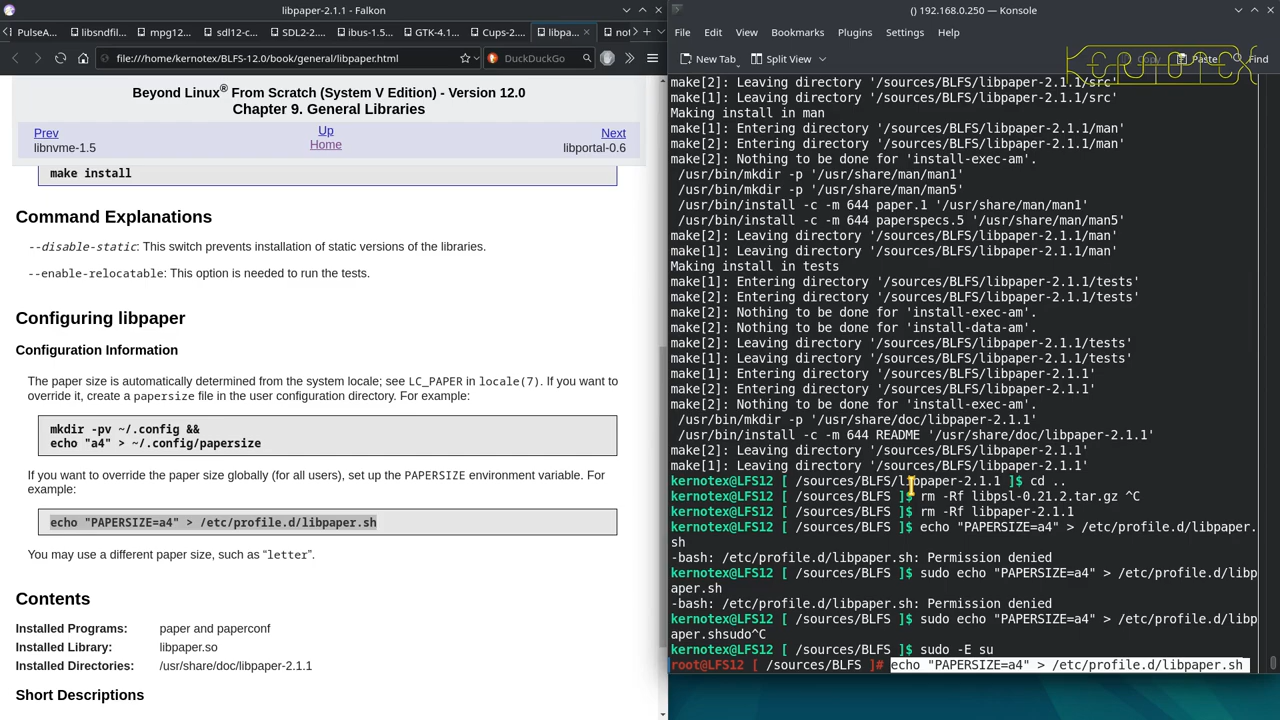 libpaper-2.1.1 - Falkon
PulseA...
libsndfil...
mpg12...
sdl12-c...
SDL2-2....
ibus-1.5...
GTK-4.1...
Cups-2...
libpa...
no
file:///home/kernotex/BLFS-12.0/book/general/libpaper.html
DuckDuckGo
Beyond Linux® From Scratch (System V Edition) - Version 12.0
Chapter 9. General Libraries
Prev
Up
Next
libnvme-1.5
Home
libportal-0.6
make install
Command Explanations
--disable-static: This switch prevents installation of static versions of the libraries.
--enable-relocatable: This option is needed to run the tests.
Configuring libpaper
Configuration Information
The paper size is automatically determined from the system locale; see LC_PAPER in locale(7). If you want to
override it, create a papersize file in the user configuration directory. For example:
mkdir -pv ~/.config &&
echo "a4" > ~/.config/papersize
If you want to override the paper size globally (for all users), set up the PAPERSIZE environment variable. For
example:
echo "PAPERSIZE=a4" > /etc/profile.d/libpaper.sh
You may use a different paper size, such as “letter”.
Contents
Installed Programs: paper and paperconf
Installed Library: libpaper.so
Installed Directories: /usr/share/doc/libpaper-2.1.1
Short Descriptions
() 192.168.0.250 — Konsole
File Edit View Bookmarks Plugins Settings Help
New Tab Split View Copy Paste Find
KERNOTEX
make[2]: Leaving directory '/sources/BLFS/libpaper-2.1.1/src'
make[1]: Leaving directory '/sources/BLFS/libpaper-2.1.1/src'
Making install in man
make[1]: Entering directory '/sources/BLFS/libpaper-2.1.1/man'
make[2]: Entering directory '/sources/BLFS/libpaper-2.1.1/man'
make[2]: Nothing to be done for 'install-exec-am'.
/usr/bin/mkdir -p '/usr/share/man/man1'
/usr/bin/mkdir -p '/usr/share/man/man5'
/usr/bin/install -c -m 644 paper.1 '/usr/share/man/man1'
/usr/bin/install -c -m 644 paperspecs.5 '/usr/share/man/man5'
make[2]: Leaving directory '/sources/BLFS/libpaper-2.1.1/man'
make[1]: Leaving directory '/sources/BLFS/libpaper-2.1.1/man'
Making install in tests
make[1]: Entering directory '/sources/BLFS/libpaper-2.1.1/tests'
make[2]: Entering directory '/sources/BLFS/libpaper-2.1.1/tests'
make[2]: Nothing to be done for 'install-exec-am'.
make[2]: Nothing to be done for 'install-data-am'.
make[2]: Leaving directory '/sources/BLFS/libpaper-2.1.1/tests'
make[1]: Leaving directory '/sources/BLFS/libpaper-2.1.1/tests'
make[1]: Entering directory '/sources/BLFS/libpaper-2.1.1'
make[2]: Entering directory '/sources/BLFS/libpaper-2.1.1'
make[2]: Nothing to be done for 'install-exec-am'.
/usr/bin/mkdir -p '/usr/share/doc/libpaper-2.1.1'
/usr/bin/install -c -m 644 README '/usr/share/doc/libpaper-2.1.1'
make[2]: Leaving directory '/sources/BLFS/libpaper-2.1.1'
make[1]: Leaving directory '/sources/BLFS/libpaper-2.1.1'
kernotex@LFS12 [ /sources/BLFS/libpaper-2.1.1 ]$ cd ..
kernotex@LFS12 [ /sources/BLFS ]$ rm -Rf libpsl-0.21.2.tar.gz ^C
kernotex@LFS12 [ /sources/BLFS ]$ rm -Rf libpaper-2.1.1
kernotex@LFS12 [ /sources/BLFS ]$ echo "PAPERSIZE=a4" > /etc/profile.d/libpaper.
sh
-bash: /etc/profile.d/libpaper.sh: Permission denied
kernotex@LFS12 [ /sources/BLFS ]$ sudo echo "PAPERSIZE=a4" > /etc/profile.d/libp
aper.sh
-bash: /etc/profile.d/libpaper.sh: Permission denied
kernotex@LFS12 [ /sources/BLFS ]$ sudo echo "PAPERSIZE=a4" > /etc/profile.d/libp
aper.shsudo^C
kernotex@LFS12 [ /sources/BLFS ]$ sudo -E su
root@LFS12 [ /sources/BLFS ]# echo "PAPERSIZE=a4" > /etc/profile.d/libpaper.sh